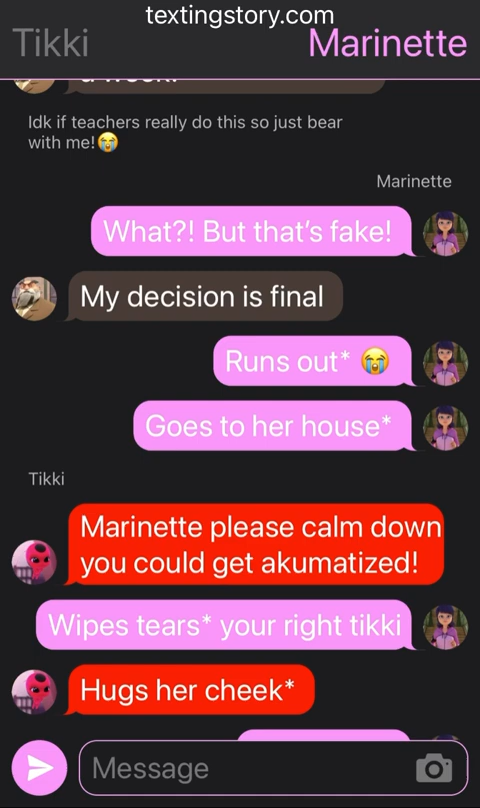 textingstory.com
Tikki
Marinette
Idk if teachers really do this so just bear
with me!😭
Marinette
What?! But that's fake!
My decision is final
Runs out* 😭
Goes to her house*
Tikki
Marinette please calm down
you could get akumatized!
Wipes tears* your right tikki
Hugs her cheek*
Message